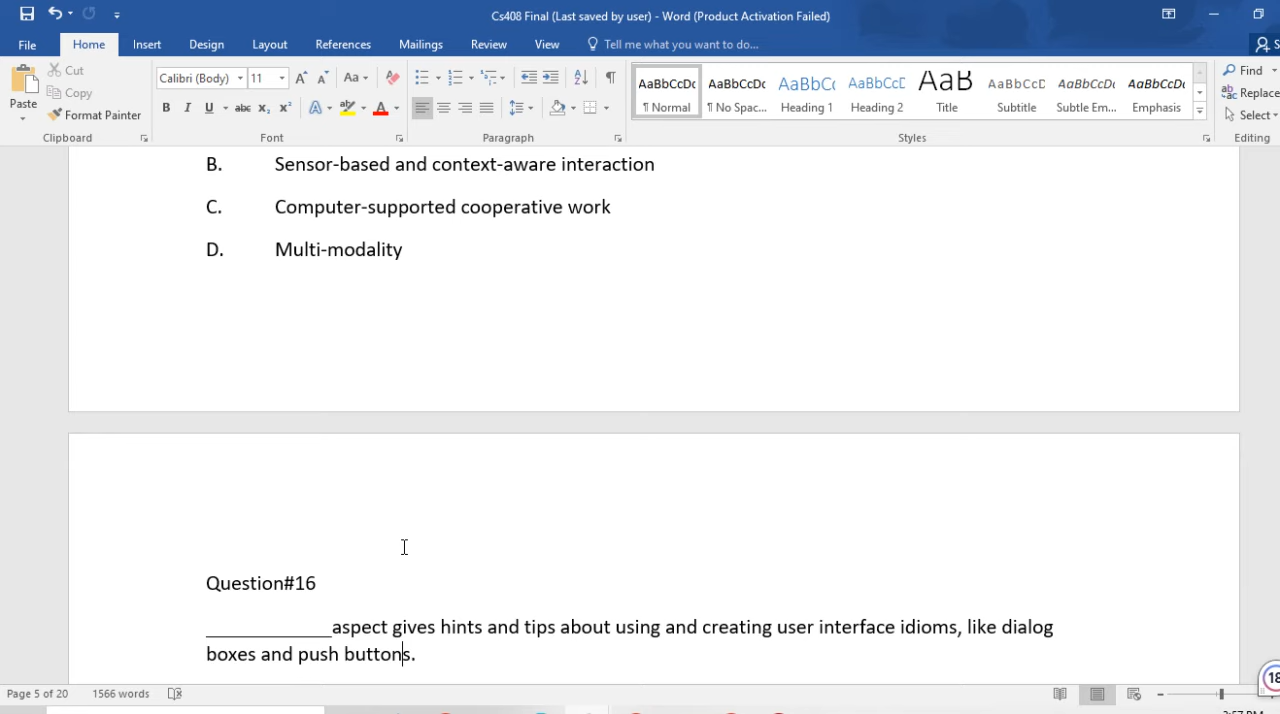 Cs408 Final (Last saved by user) - Word (Product Activation Failed)
File Home Insert Design Layout References Mailings Review View Tell me what you want to do...
Paste Cut Copy Format Painter
Calibri (Body) 11
AaBbCcDc AaBbCcDc AaBbCc AaBbCcD AaB AaBbCcD AaBbCcDc AaBbCcDc
¶ Normal ¶ No Spac... Heading 1 Heading 2 Title Subtitle Subtle Em... Emphasis
Find Replace Select
Clipboard Font Paragraph Styles Editing
B. Sensor-based and context-aware interaction
C. Computer-supported cooperative work
D. Multi-modality
Question#16
____________aspect gives hints and tips about using and creating user interface idioms, like dialog
boxes and push buttons.
Page 5 of 20 1566 words
18